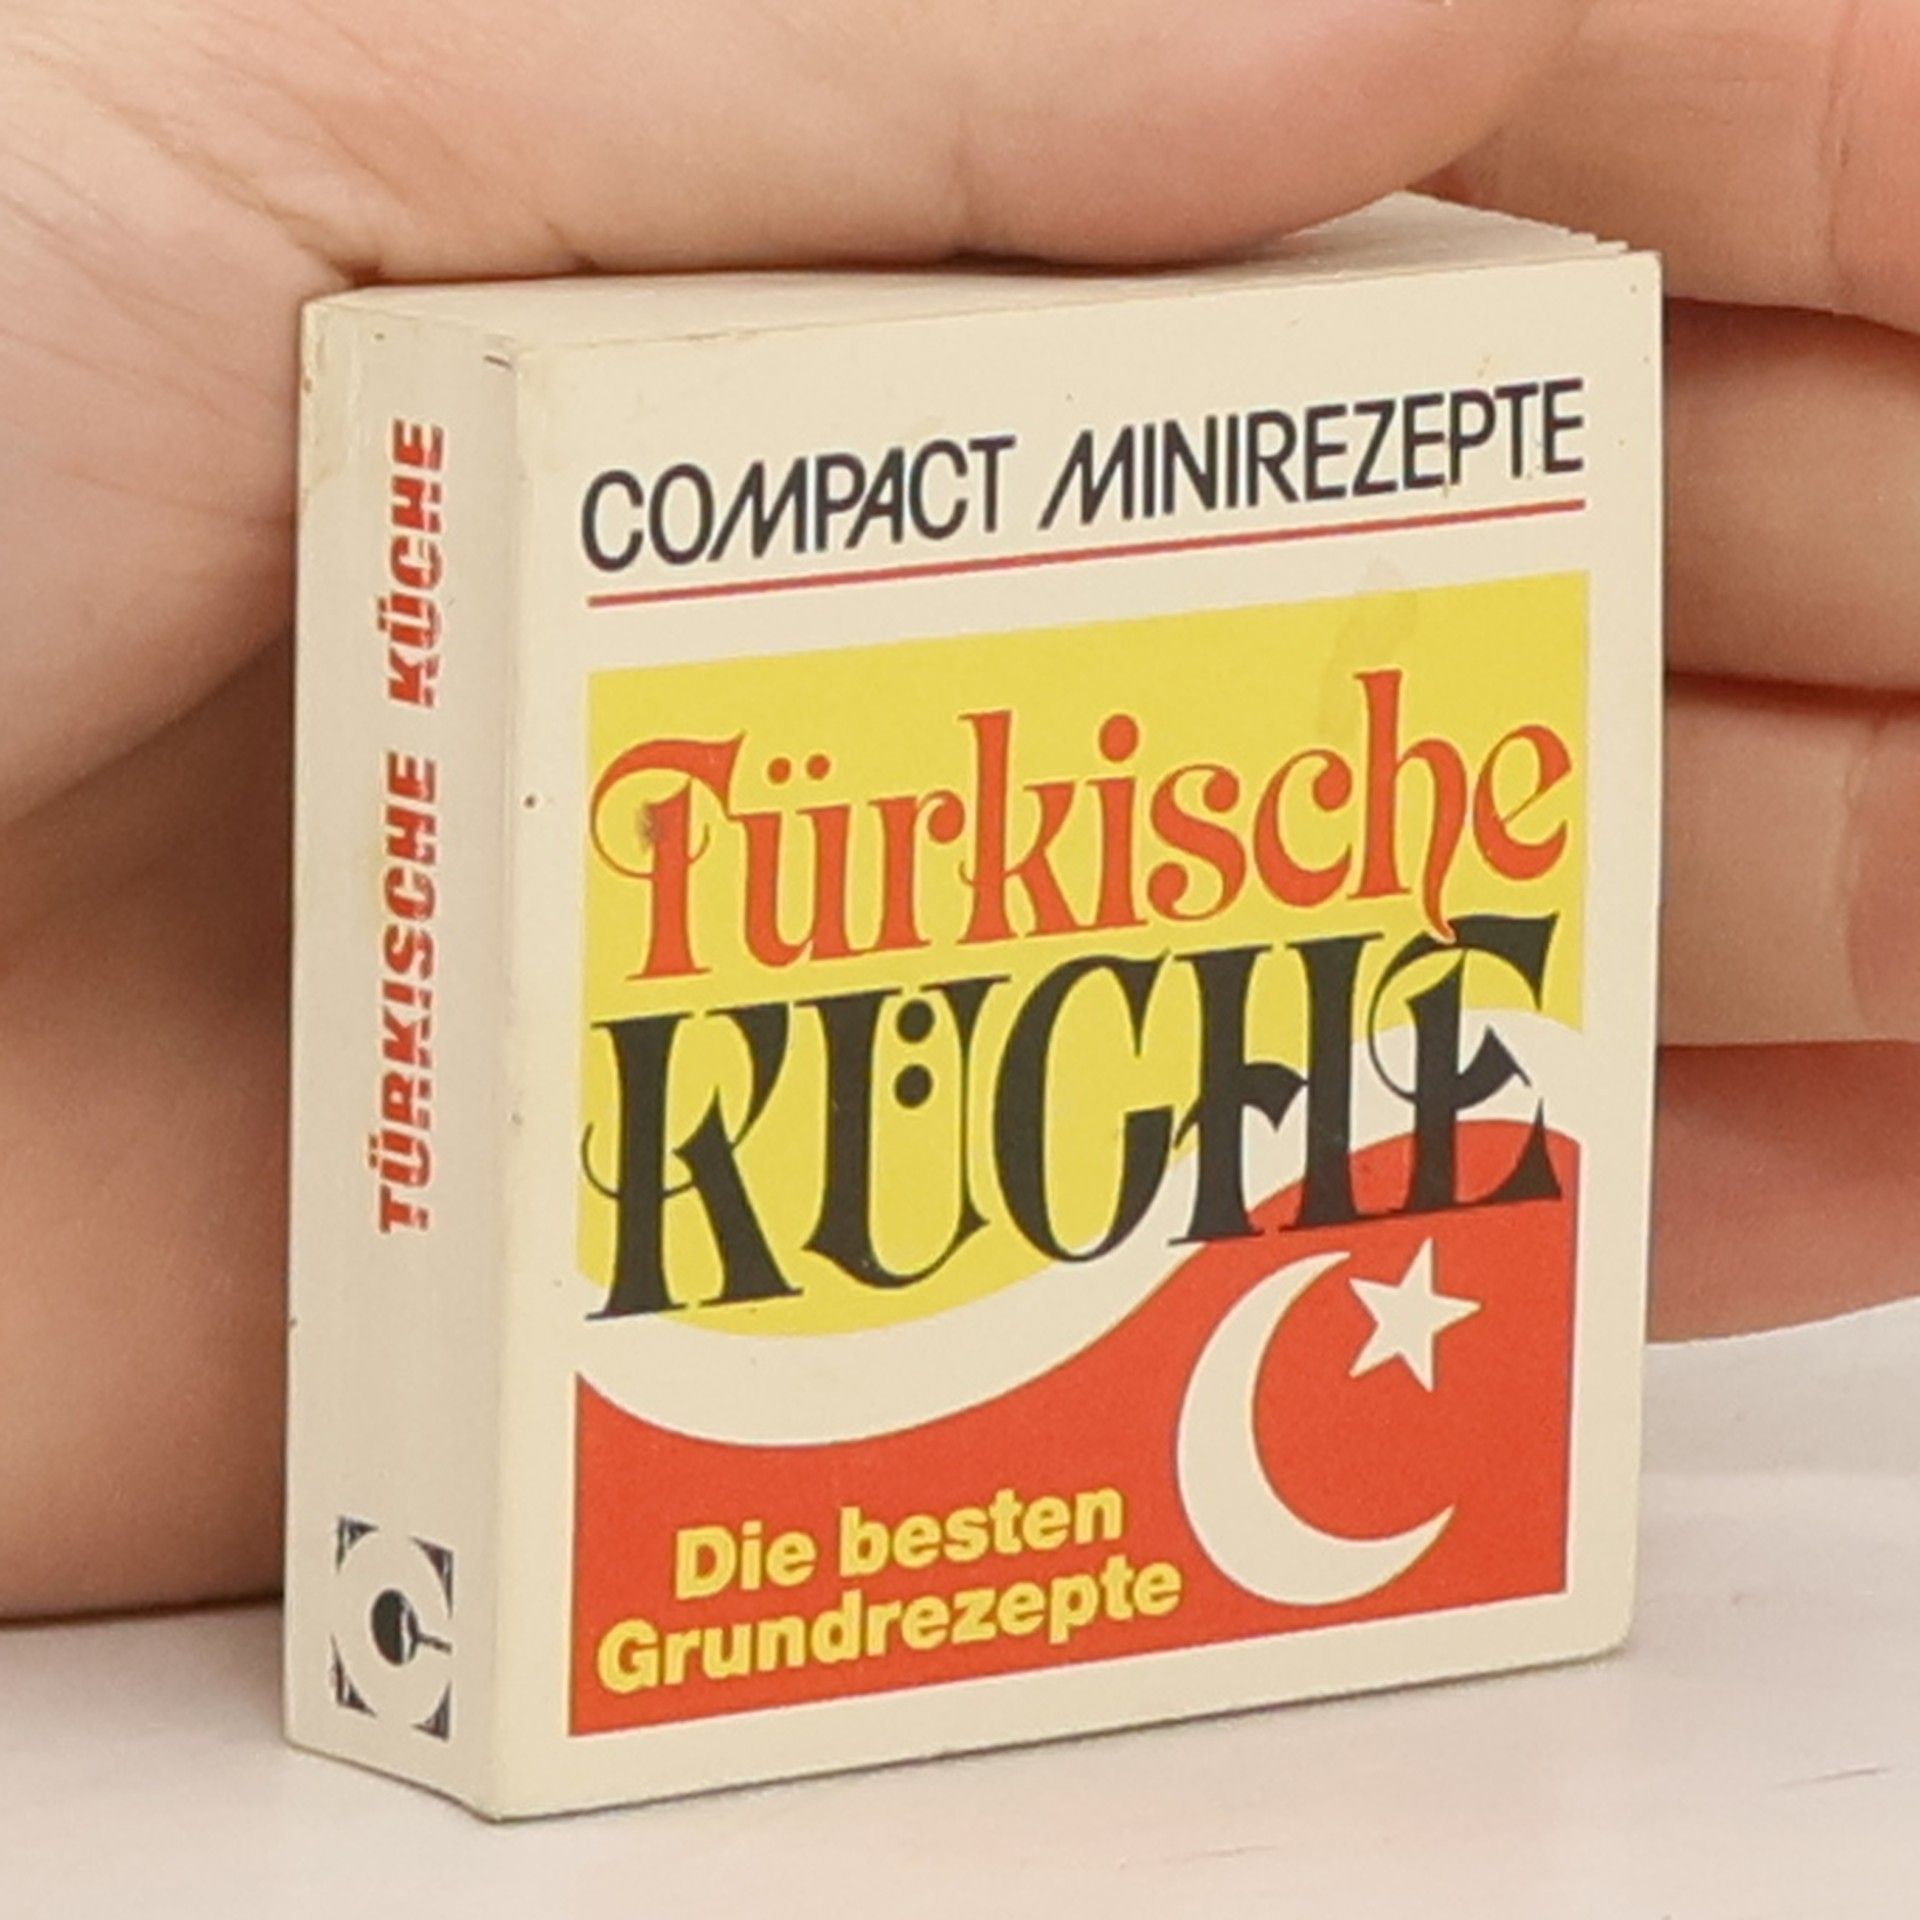 TÜRKISCHE KÜCHE
COMPACT MINIREZEPTE
Türkische
KÜCHE
Die besten
Grundrezepte